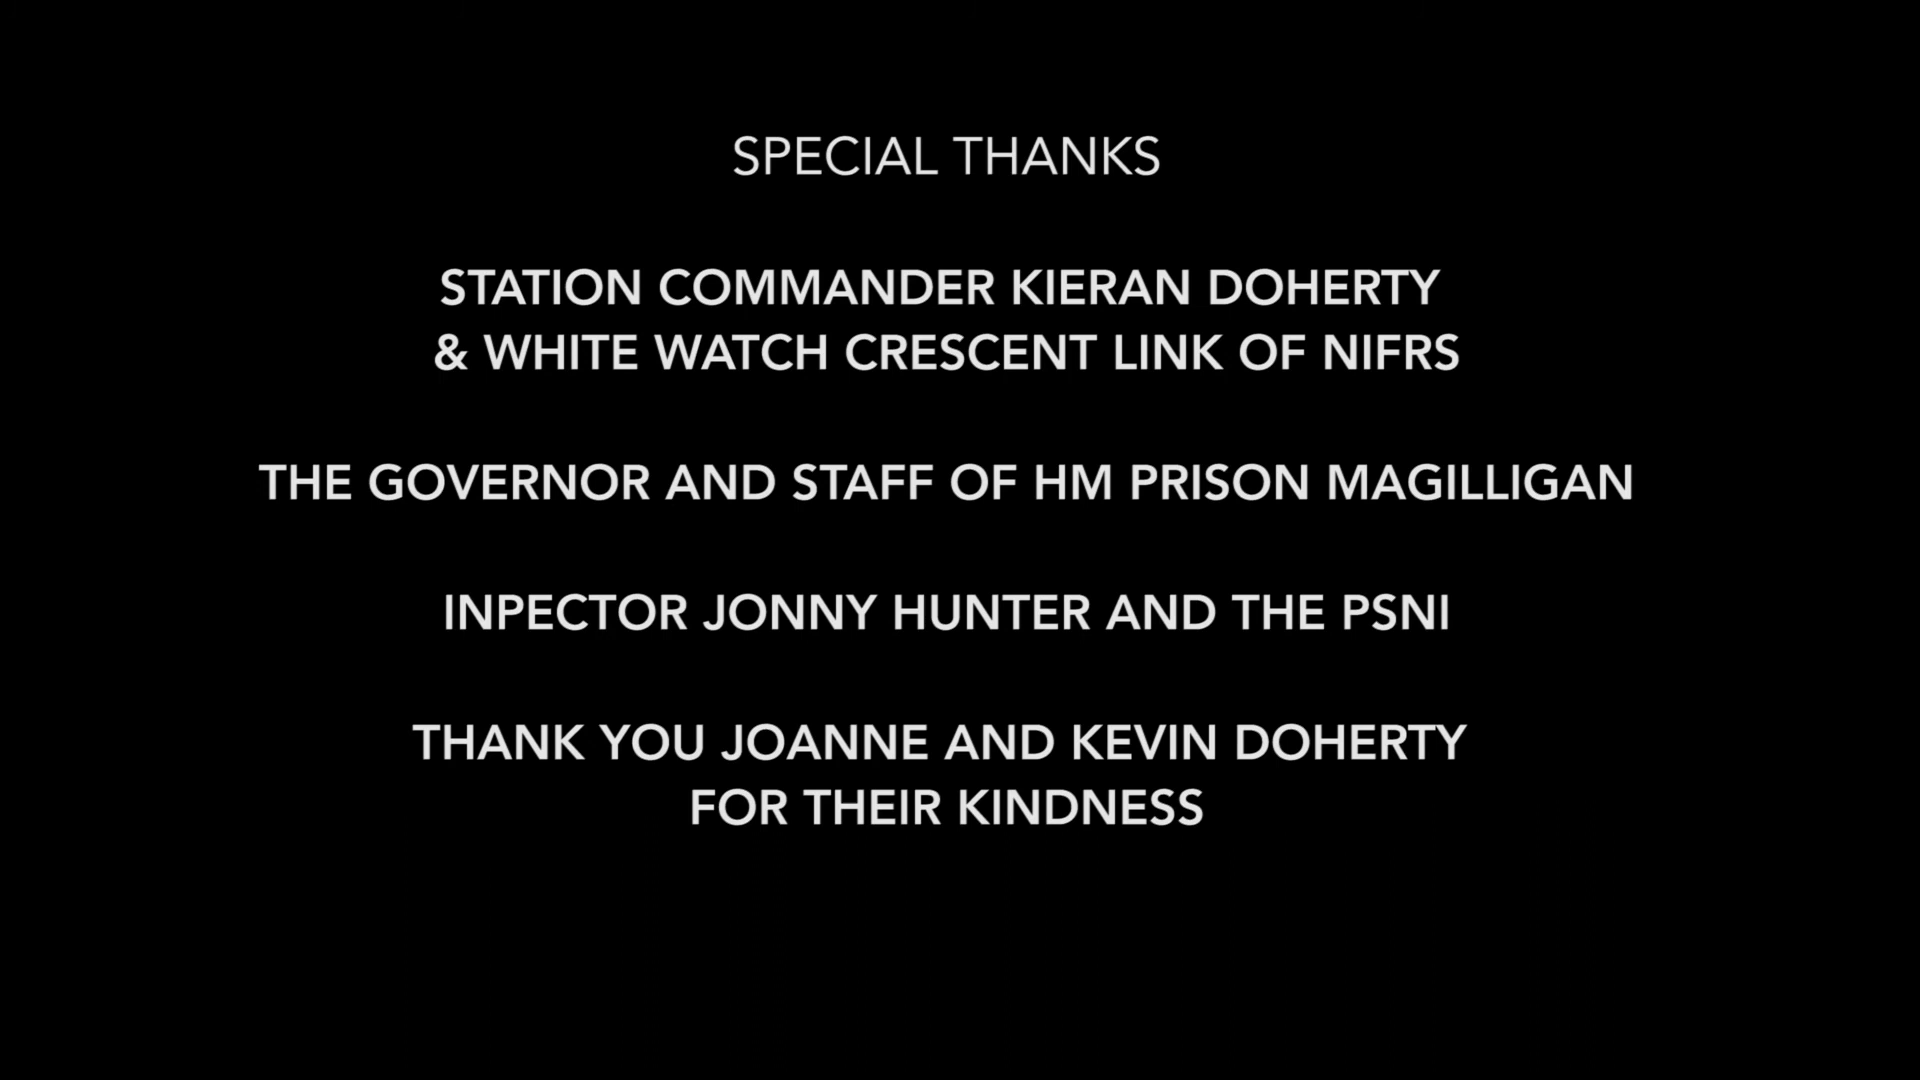 SPECIAL THANKS
STATION COMMANDER KIERAN DOHERTY
& WHITE WATCH CRESCENT LINK OF NIFRS
THE GOVERNOR AND STAFF OF HM PRISON MAGILLIGAN
INPECTOR JONNY HUNTER AND THE PSNI
THANK YOU JOANNE AND KEVIN DOHERTY
FOR THEIR KINDNESS